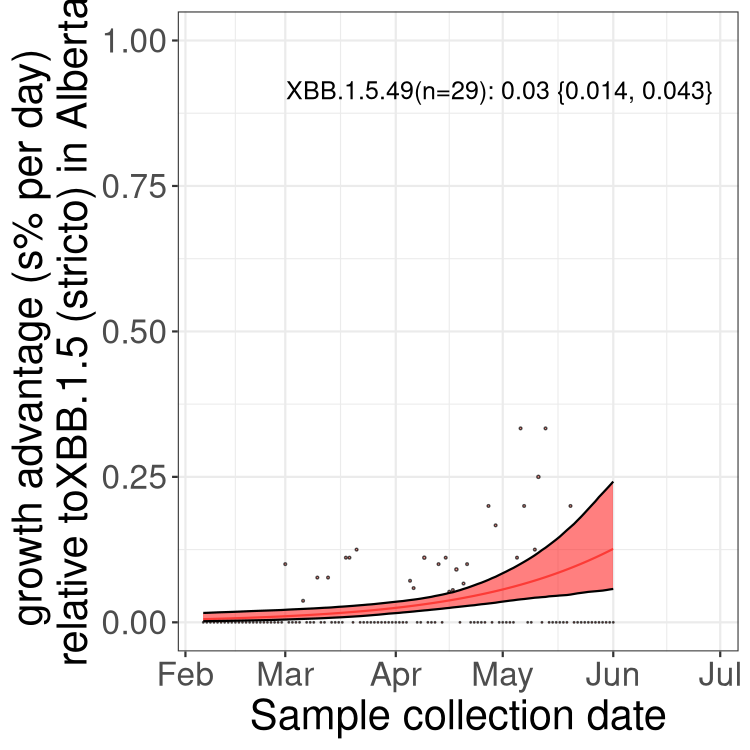 growth advantage (s% per day)
relative toXBB.1.5 (stricto) in Alberta
1.00
0.75
0.50
0.25
0.00
XBB.1.5.49(n=29): 0.03 {0.014, 0.043}
Feb Mar Apr May Jun Jul
Sample collection date